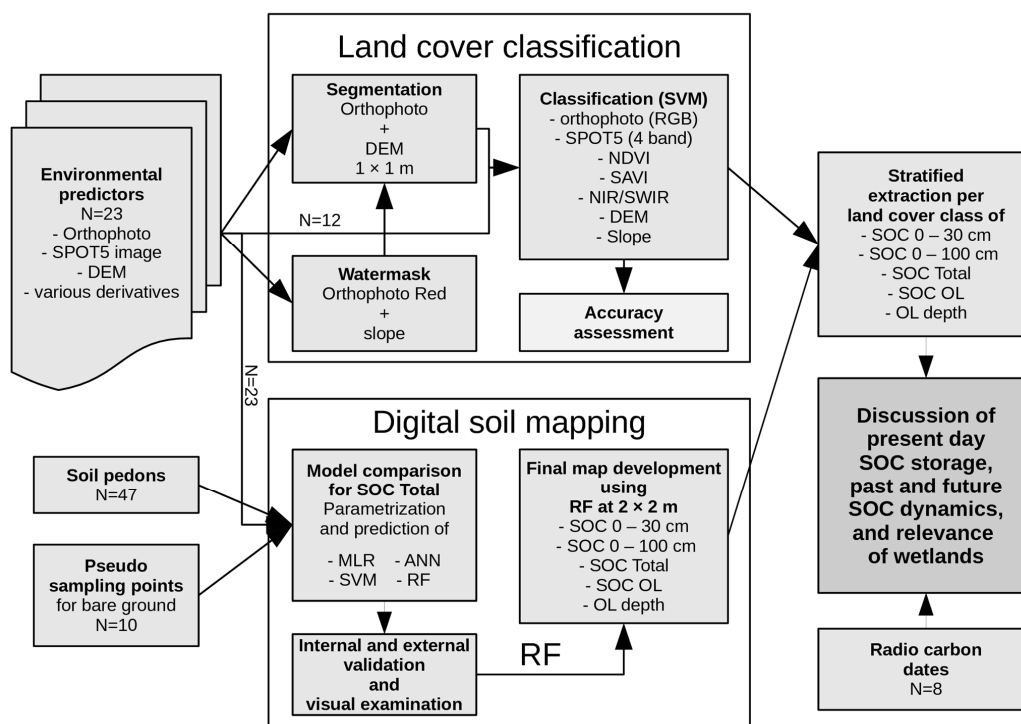 Land cover classification
Environmental
predictors
N=23
- Orthophoto
- SPOT5 image
- DEM
- various derivatives
Segmentation
Orthophoto
+
DEM
1 × 1 m
N=12
Watermask
Orthophoto Red
+
slope
Classification (SVM)
- orthophoto (RGB)
- SPOT5 (4 band)
- NDVI
- SAVI
- NIR/SWIR
- DEM
- Slope
Accuracy
assessment
Stratified
extraction per
land cover class of
- SOC 0 – 30 cm
- SOC 0 – 100 cm
- SOC Total
- SOC OL
- OL depth
N=23
Digital soil mapping
Soil pedons
N=47
Pseudo
sampling points
for bare ground
N=10
Model comparison
for SOC Total
Parametrization
and prediction of
- MLR - ANN
- SVM - RF
Internal and external
validation
and
visual examination
RF
Final map development
using
RF at 2 × 2 m
- SOC 0 – 30 cm
- SOC 0 – 100 cm
- SOC Total
- SOC OL
- OL depth
Discussion of
present day
SOC storage,
past and future
SOC dynamics,
and relevance
of wetlands
Radio carbon
dates
N=8